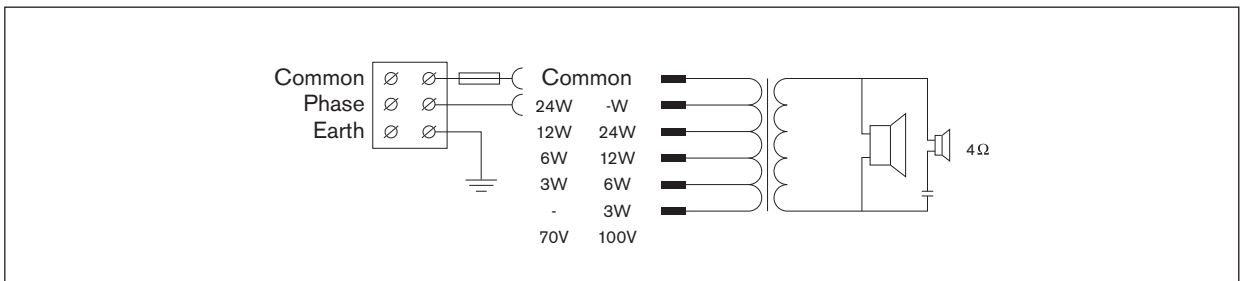 Common Common
Phase 24W -W
Earth 12W 24W
6W 12W
4Ω
3W 6W
- 3W
70V 100V